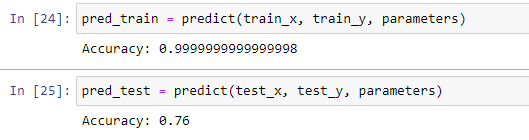 In [24]: pred_train = predict(train_x, train_y, parameters)
Accuracy: 0.9999999999999998
In [25]: pred_test = predict(test_x, test_y, parameters)
Accuracy: 0.76